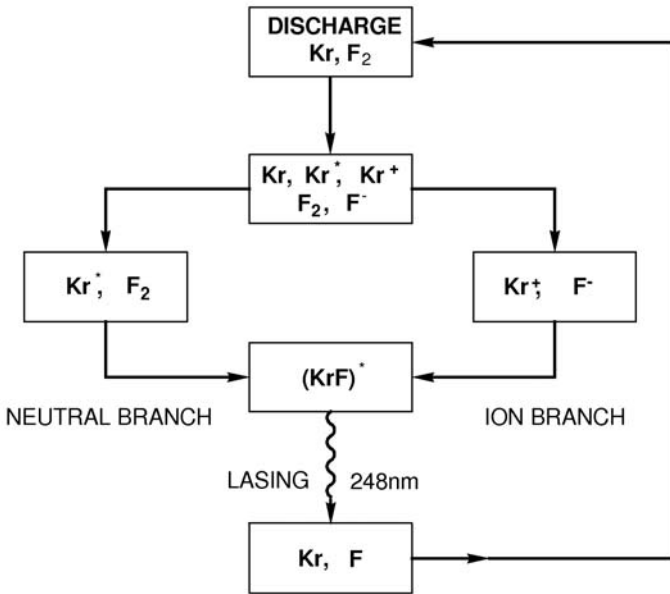 DISCHARGE
Kr, F₂
Kr, Kr*, Kr⁺
F₂, F⁻
Kr*, F₂
Kr⁺, F⁻
(KrF)*
NEUTRAL BRANCH
ION BRANCH
LASING 248nm
Kr, F